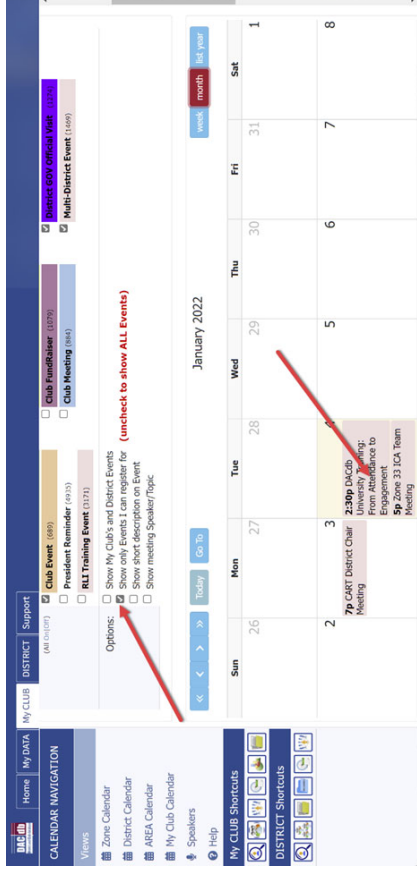 DACdb
Home My DATA My CLUB DISTRICT Support
CALENDAR NAVIGATION
Views
Zone Calendar
District Calendar
AREA Calendar
My Club Calendar
Speakers
Help
My CLUB Shortcuts
DISTRICT Shortcuts
(All On|Off)
Club Event (689) Club FundRaiser (1079) District GOV Official Visit (1274)
President Reminder (4935) Club Meeting (884) Multi-District Event (1469)
RLI Training Event (3171)
Options:
Show My Club's and District Events
Show only Events I can register for (uncheck to show ALL Events)
Show short description on Event
Show meeting Speaker/Topic
« < > » Today Go To January 2022 week month list year
Sun Mon Tue Wed Thu Fri Sat
26 27 28 29 30 31 1
2 3 4 5 6 7 8
7p CART District Chair
Meeting
2:30p DACdb
University Training:
From Attendance to
Engagement
5p Zone 33 ICA Team
Meeting